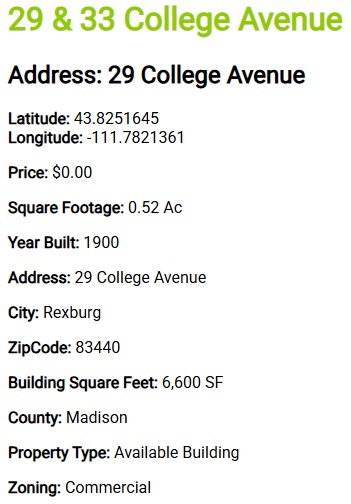 29 & 33 College Avenue
Address: 29 College Avenue
Latitude: 43.8251645
Longitude: -111.7821361
Price: $0.00
Square Footage: 0.52 Ac
Year Built: 1900
Address: 29 College Avenue
City: Rexburg
ZipCode: 83440
Building Square Feet: 6,600 SF
County: Madison
Property Type: Available Building
Zoning: Commercial